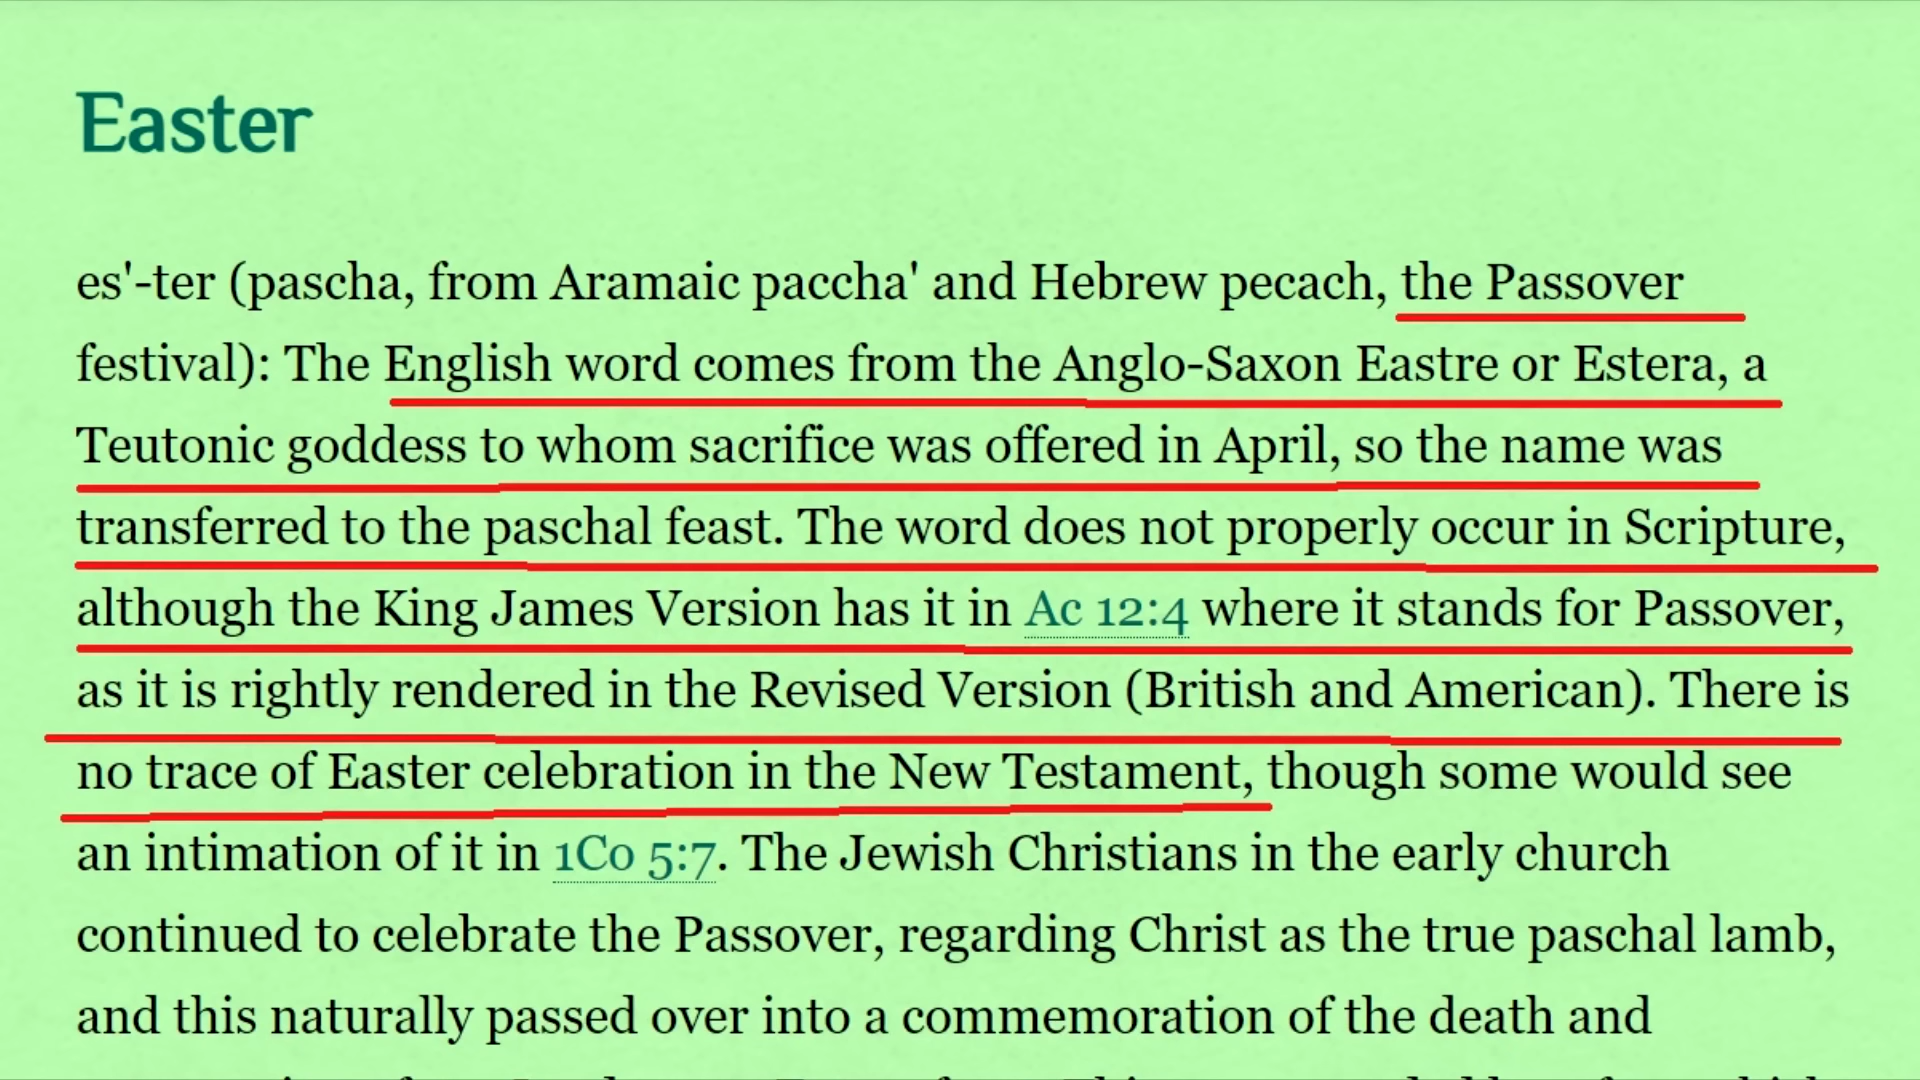 Easter
es'-ter (pascha, from Aramaic paccha' and Hebrew pecach, the Passover
festival): The English word comes from the Anglo-Saxon Eastre or Estera, a
Teutonic goddess to whom sacrifice was offered in April, so the name was
transferred to the paschal feast. The word does not properly occur in Scripture,
although the King James Version has it in Ac 12:4 where it stands for Passover,
as it is rightly rendered in the Revised Version (British and American). There is
no trace of Easter celebration in the New Testament, though some would see
an intimation of it in 1Co 5:7. The Jewish Christians in the early church
continued to celebrate the Passover, regarding Christ as the true paschal lamb,
and this naturally passed over into a commemoration of the death and